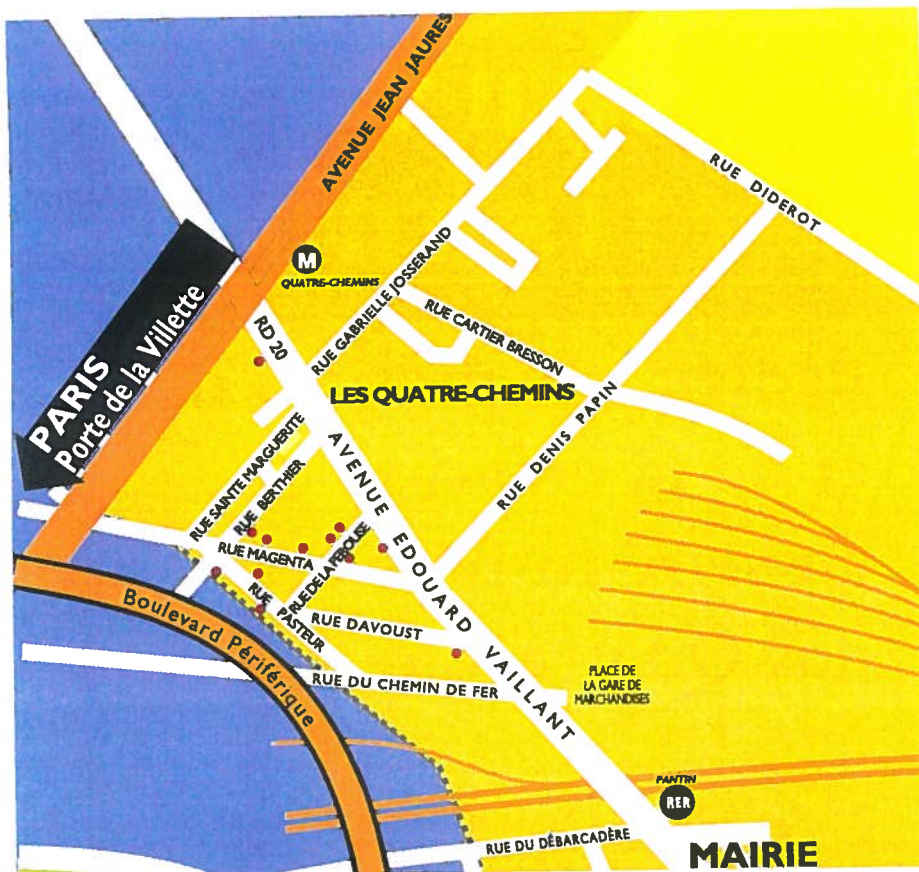 AVENUE JEAN JAURES
RUE DIDEROT
M
QUATRE-CHEMINS
RUE GABRIELLE JOSSERAND
PARIS
Porte de la Villette
RD 20
RUE CARTIER BRESSON
LES QUATRE-CHEMINS
RUE DENIS PAPIN
RUE SAINTE MARGUERITE
RUE BERTHIER
AVENUE EDOUARD VAILLANT
RUE MAGENTA
RUE DE LA PEROUSE
RUE PASTEUR
RUE DAVOUST
Boulevard Périférique
RUE DU CHEMIN DE FER
PLACE DE
LA GARE DE
MARCHANDISES
PANTIN
RER
RUE DU DÉBARCADÈRE
MAIRIE